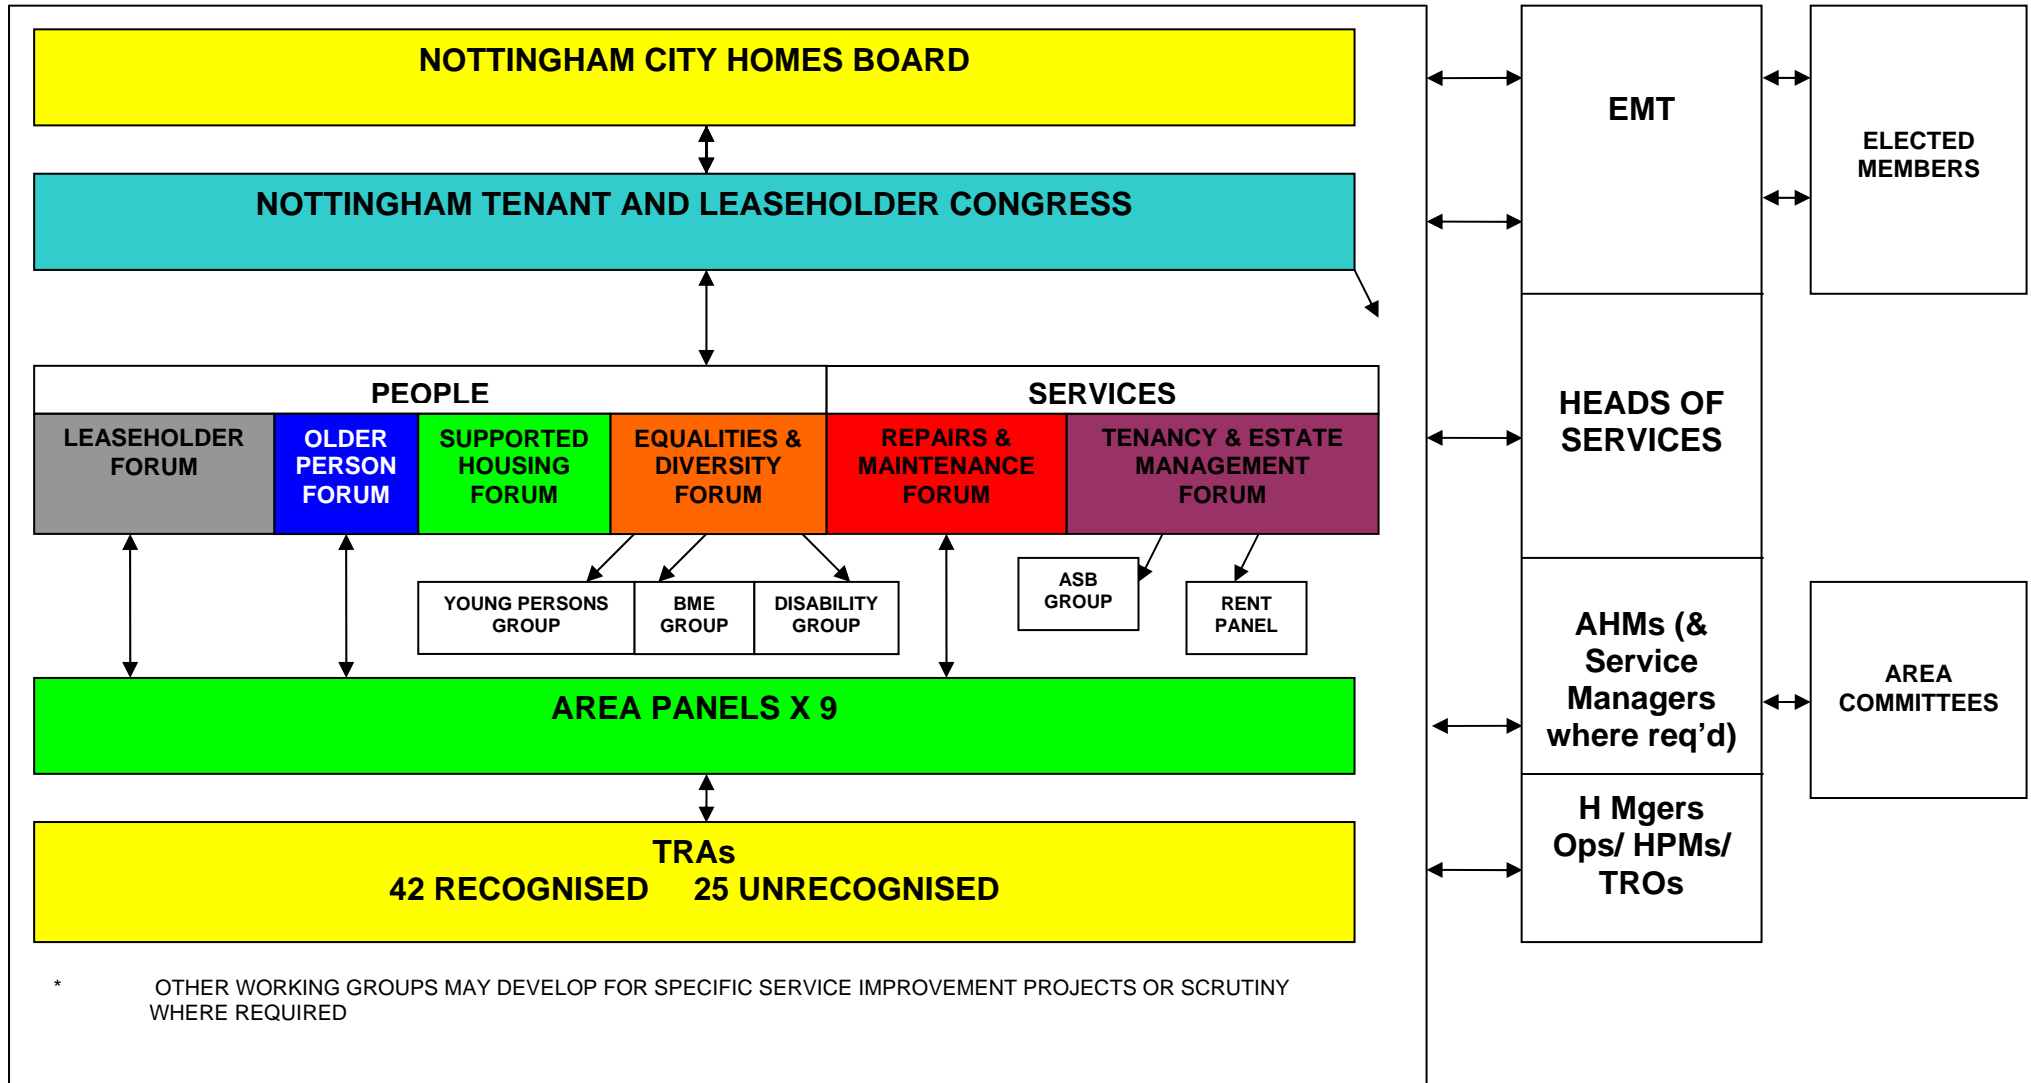 NOTTINGHAM CITY HOMES BOARD
NOTTINGHAM TENANT AND LEASEHOLDER CONGRESS
PEOPLE
SERVICES
LEASEHOLDER
FORUM
OLDER
PERSON
FORUM
SUPPORTED
HOUSING
FORUM
EQUALITIES &
DIVERSITY
FORUM
REPAIRS &
MAINTENANCE
FORUM
TENANCY & ESTATE
MANAGEMENT
FORUM
YOUNG PERSONS
GROUP
BME
GROUP
DISABILITY
GROUP
ASB
GROUP
RENT
PANEL
AREA PANELS X 9
TRAs
42 RECOGNISED 25 UNRECOGNISED
* OTHER WORKING GROUPS MAY DEVELOP FOR SPECIFIC SERVICE IMPROVEMENT PROJECTS OR SCRUTINY
WHERE REQUIRED
EMT
HEADS OF
SERVICES
AHMs (&
Service
Managers
where req’d)
H Mgers
Ops/ HPMs/
TROs
ELECTED
MEMBERS
AREA
COMMITTEES